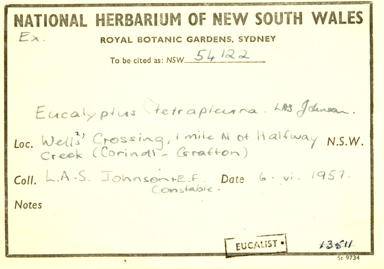 NATIONAL HERBARIUM OF NEW SOUTH WALES
Ex.
ROYAL BOTANIC GARDENS, SYDNEY
To be cited as: NSW 54122
Eucalyptus tetrapleura L.A.S Johnson.
Loc. Wells' Crossing, 1 mile N of Halfway N.S.W.
Creek (Corindi - Grafton)
Coll. L.A.S. Johnson & E.F. Date 6. vi. 1957.
Constable.
Notes
EUCALIST 1354
St 9734